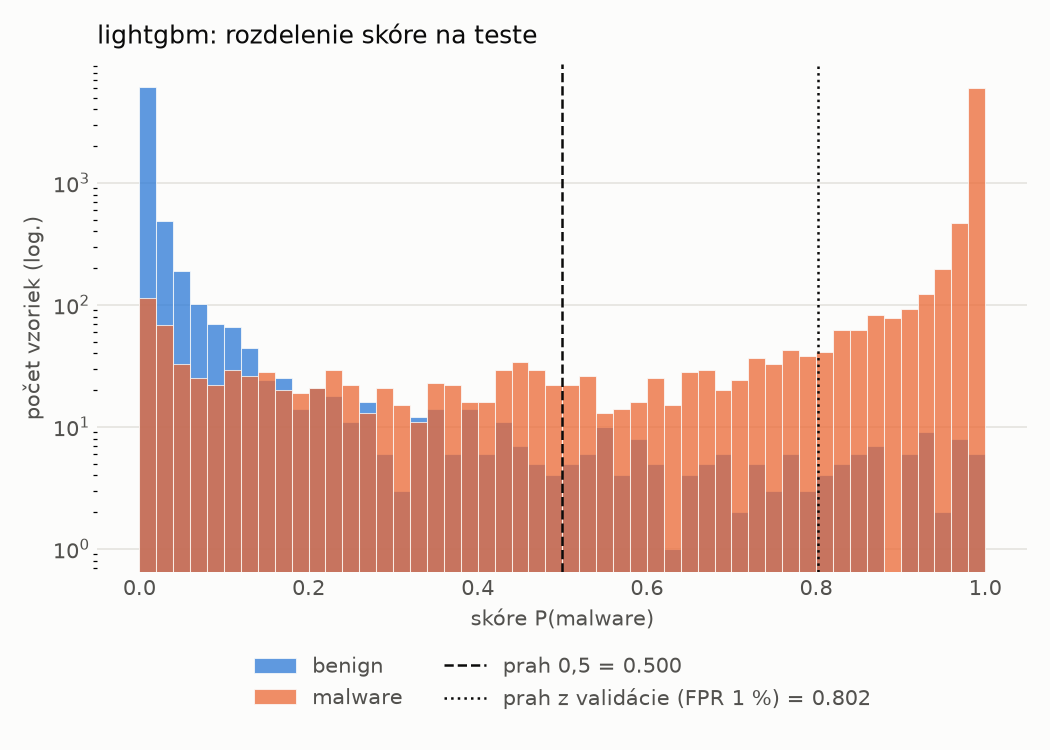 lightgbm: rozdelenie skóre na teste
počet vzoriek (log.)
10³
10²
10¹
10⁰
0.0 0.2 0.4 0.6 0.8 1.0
skóre P(malware)
benign
malware
prah 0,5 = 0.500
prah z validácie (FPR 1 %) = 0.802